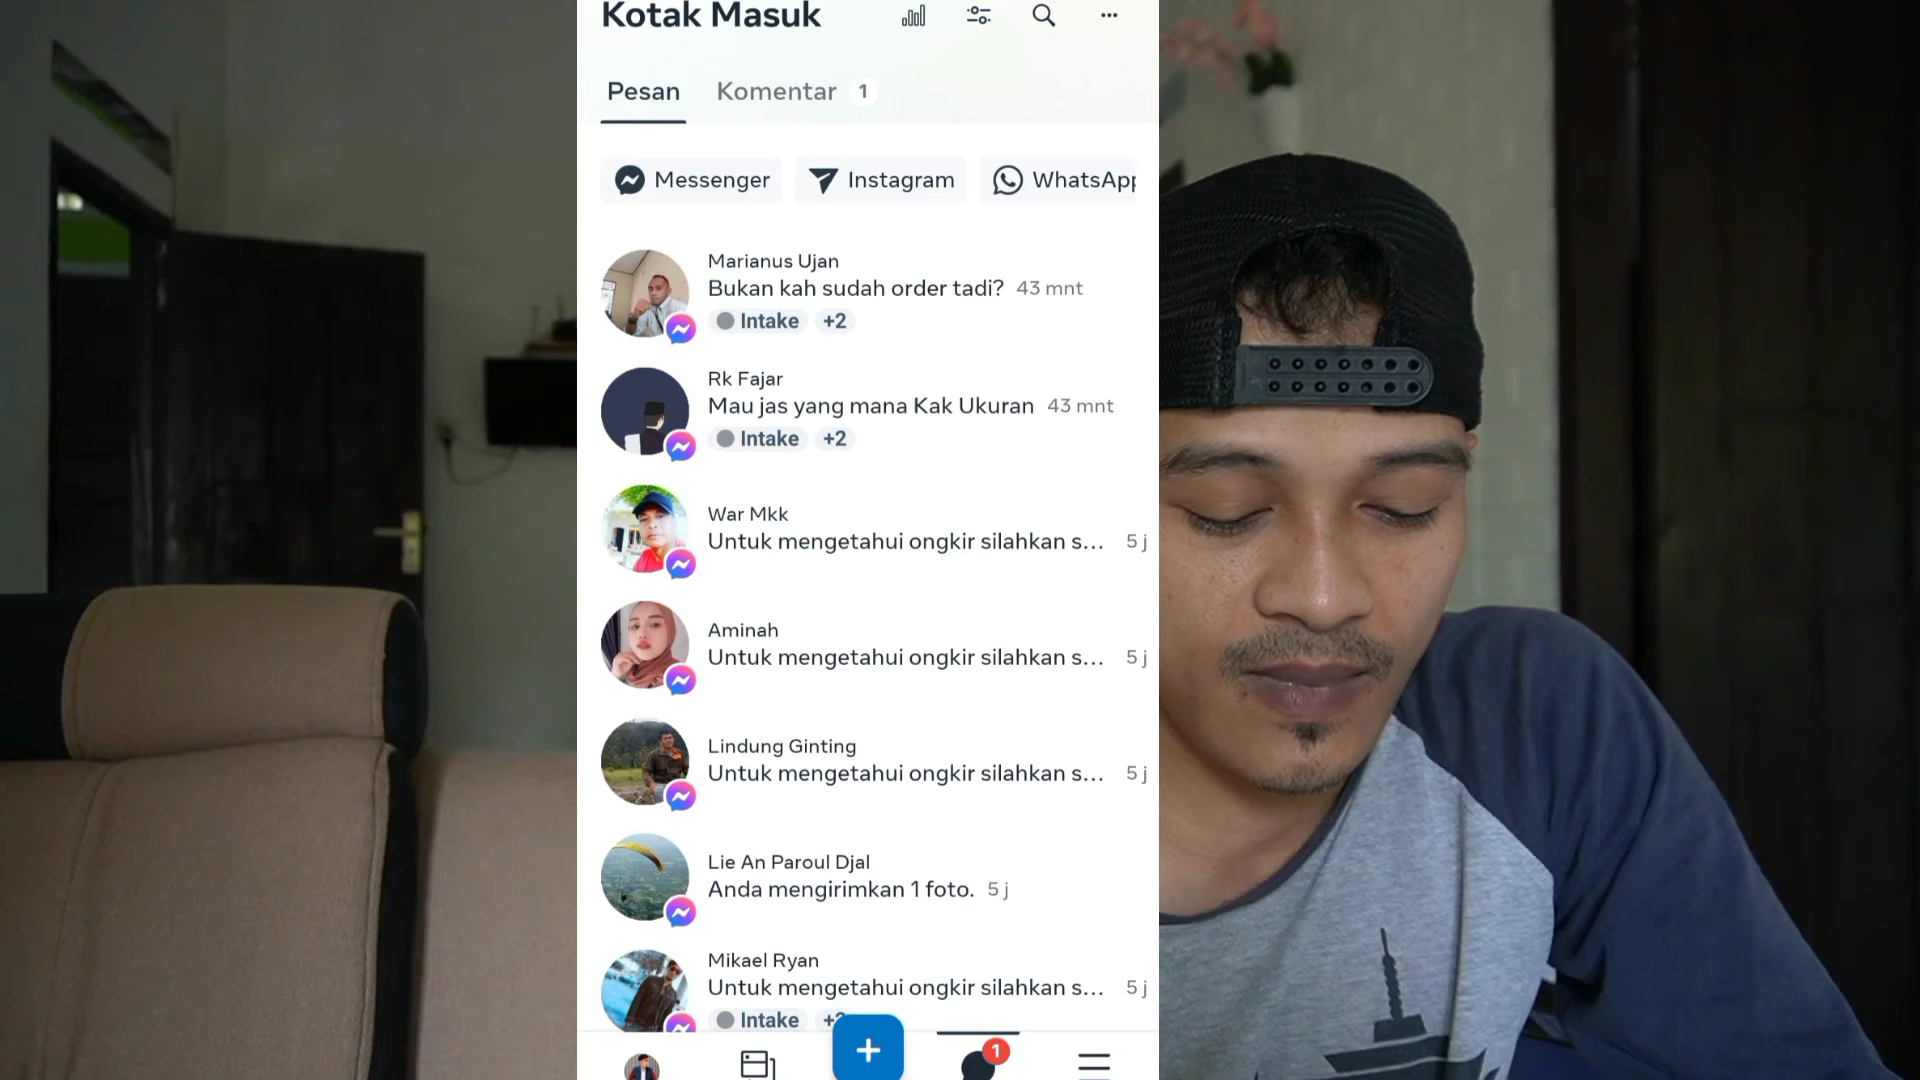 Kotak Masuk
Pesan
Komentar 1
Messenger
Instagram
WhatsApp
Marianus Ujan
Bukan kah sudah order tadi? 43 mnt
Intake +2
Rk Fajar
Mau jas yang mana Kak Ukuran 43 mnt
Intake +2
War Mkk
Untuk mengetahui ongkir silahkan s... 5 j
Aminah
Untuk mengetahui ongkir silahkan s... 5 j
Lindung Ginting
Untuk mengetahui ongkir silahkan s... 5 j
Lie An Paroul Djal
Anda mengirimkan 1 foto. 5 j
Mikael Ryan
Untuk mengetahui ongkir silahkan s... 5 j
Intake +2
1